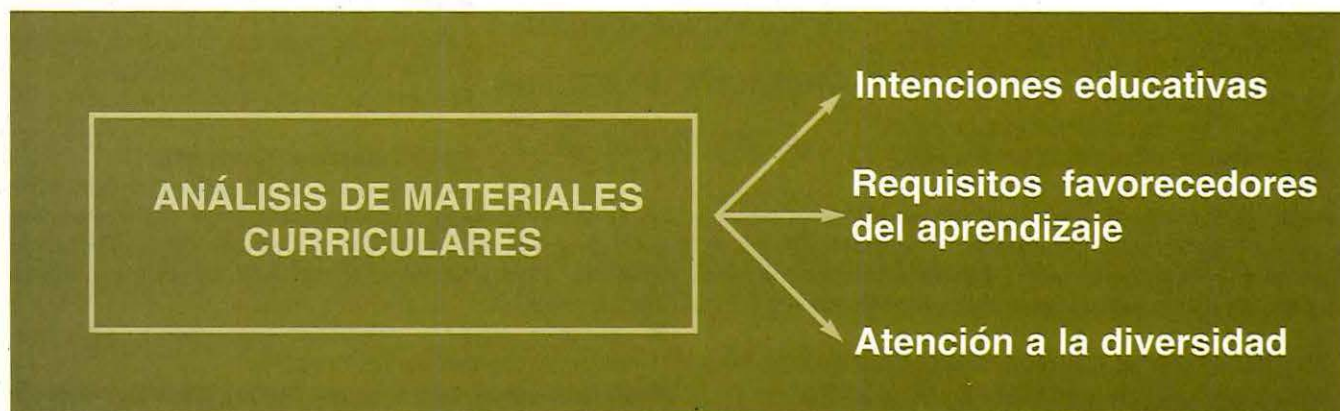 ANÁLISIS DE MATERIALES
CURRICULARES
Intenciones educativas
Requisitos favorecedores
del aprendizaje
Atención a la diversidad